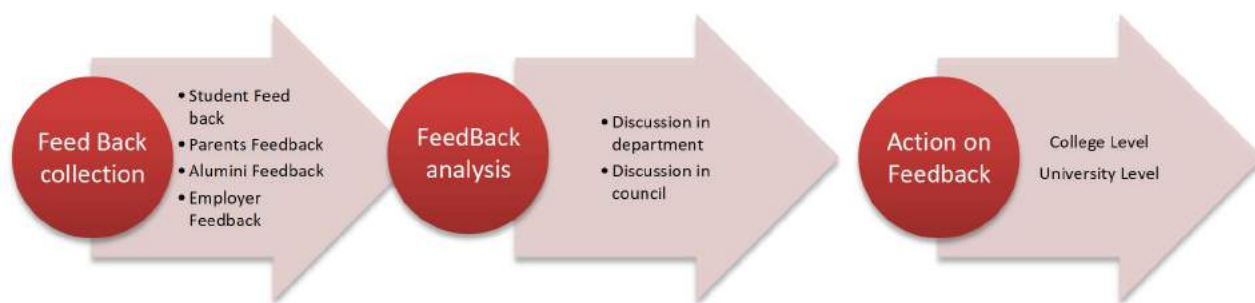 Feed Back
collection
• Student Feed
back
• Parents Feedback
• Alumini Feedback
• Employer
Feedback
FeedBack
analysis
• Discussion in
department
• Discussion in
council
Action on
Feedback
College Level
University Level